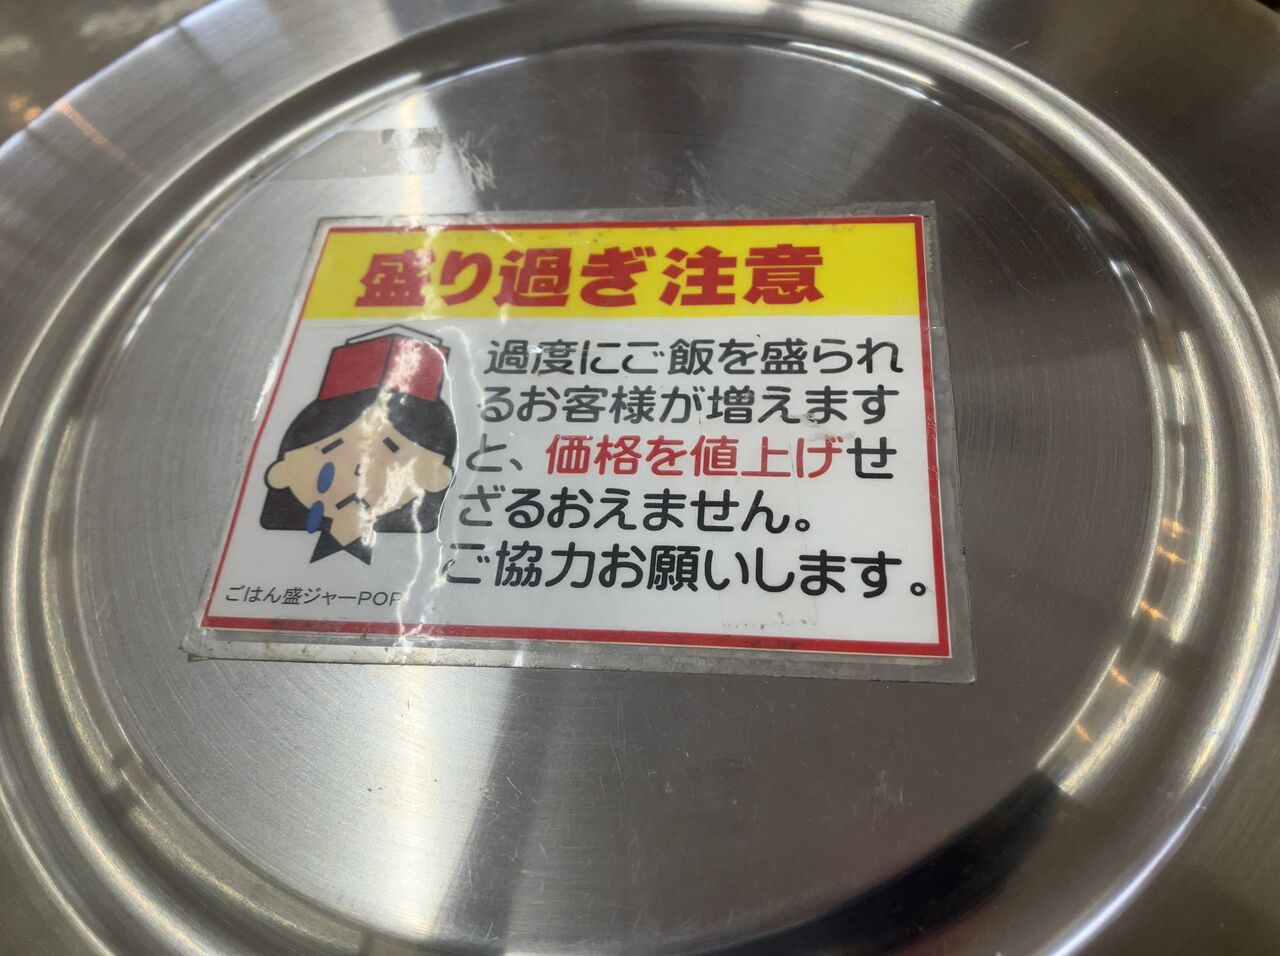 盛り過ぎ注意
過度にご飯を盛られ
るお客様が増えます
と、価格を値上げせ
ざるおえません。
ご協力お願いします。
ごはん盛ジャーPOP